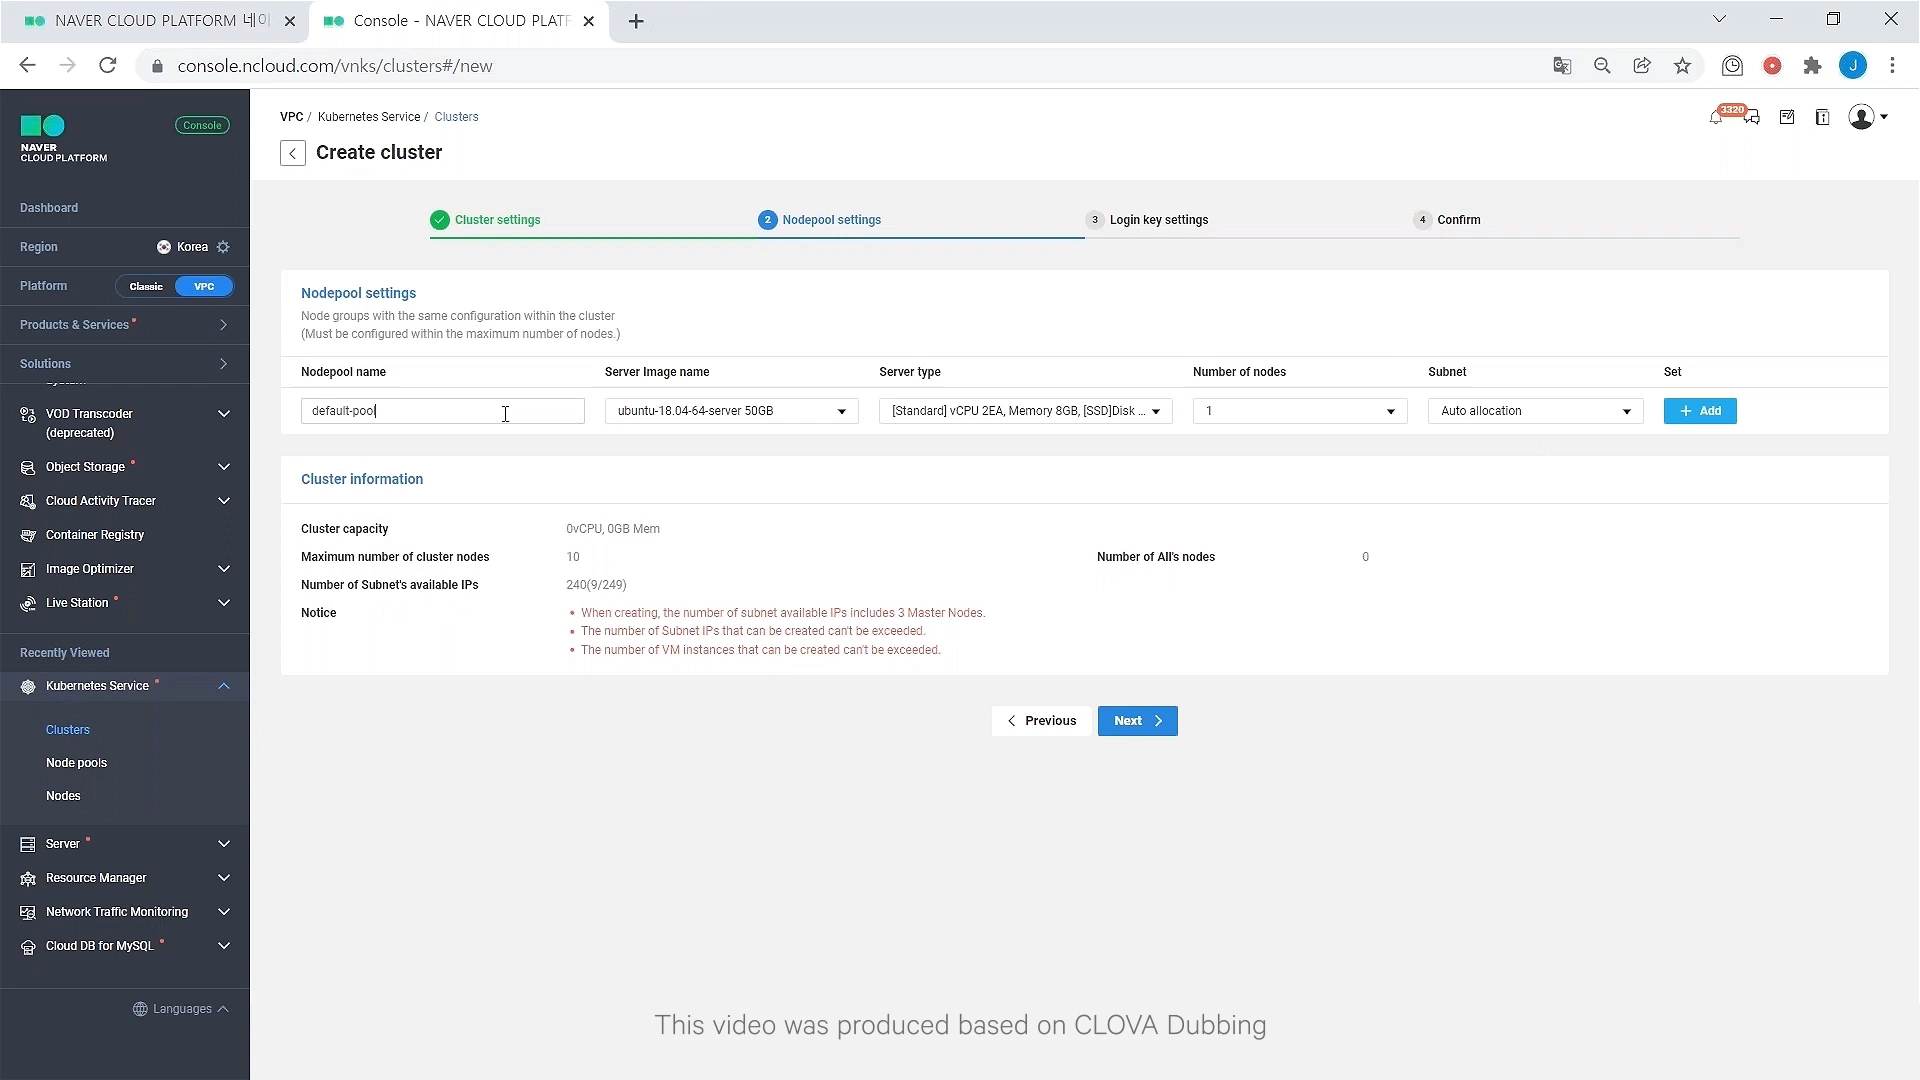 NAVER CLOUD PLATFORM 네이
Console - NAVER CLOUD PLATF
console.ncloud.com/vnks/clusters#/new
J
NAVER
CLOUD PLATFORM
Console
Dashboard
Region
Korea
Platform
Classic
VPC
Products & Services
Solutions
VOD Transcoder
(deprecated)
Object Storage
Cloud Activity Tracer
Container Registry
Image Optimizer
Live Station
Recently Viewed
Kubernetes Service
Clusters
Node pools
Nodes
Server
Resource Manager
Network Traffic Monitoring
Cloud DB for MySQL
Languages
VPC / Kubernetes Service / Clusters
3320
Create cluster
Cluster settings
2 Nodepool settings
3 Login key settings
4 Confirm
Nodepool settings
Node groups with the same configuration within the cluster
(Must be configured within the maximum number of nodes.)
Nodepool name
Server Image name
Server type
Number of nodes
Subnet
Set
default-pool
ubuntu-18.04-64-server 50GB
[Standard] vCPU 2EA, Memory 8GB, [SSD]Disk ...
1
Auto allocation
+ Add
Cluster information
Cluster capacity
0vCPU, 0GB Mem
Maximum number of cluster nodes
10
Number of All's nodes
0
Number of Subnet's available IPs
240(9/249)
Notice
• When creating, the number of subnet available IPs includes 3 Master Nodes.
• The number of Subnet IPs that can be created can't be exceeded.
• The number of VM instances that can be created can't be exceeded.
Previous
Next
This video was produced based on CLOVA Dubbing